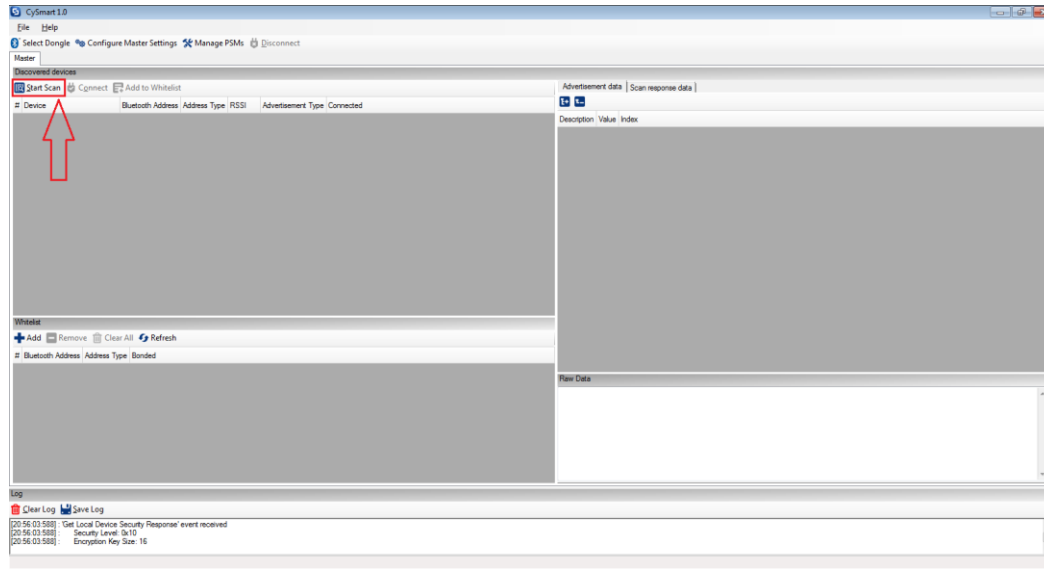 CySmart 1.0
File Help
Select Dongle Configure Master Settings Manage PSMs Disconnect
Master
Discovered devices
Start Scan Connect Add to Whitelist
# Device Bluetooth Address Address Type RSSI Advertisement Type Connected
Advertisement data Scan response data
Description Value Index
Whitelist
Add Remove Clear All Refresh
# Bluetooth Address Address Type Bonded
Raw Data
Log
Clear Log Save Log
[20:56:03:588] : 'Get Local Device Security Response' event received
[20:56:03:588] : Security Level: 0x10
[20:56:03:588] : Encryption Key Size: 16